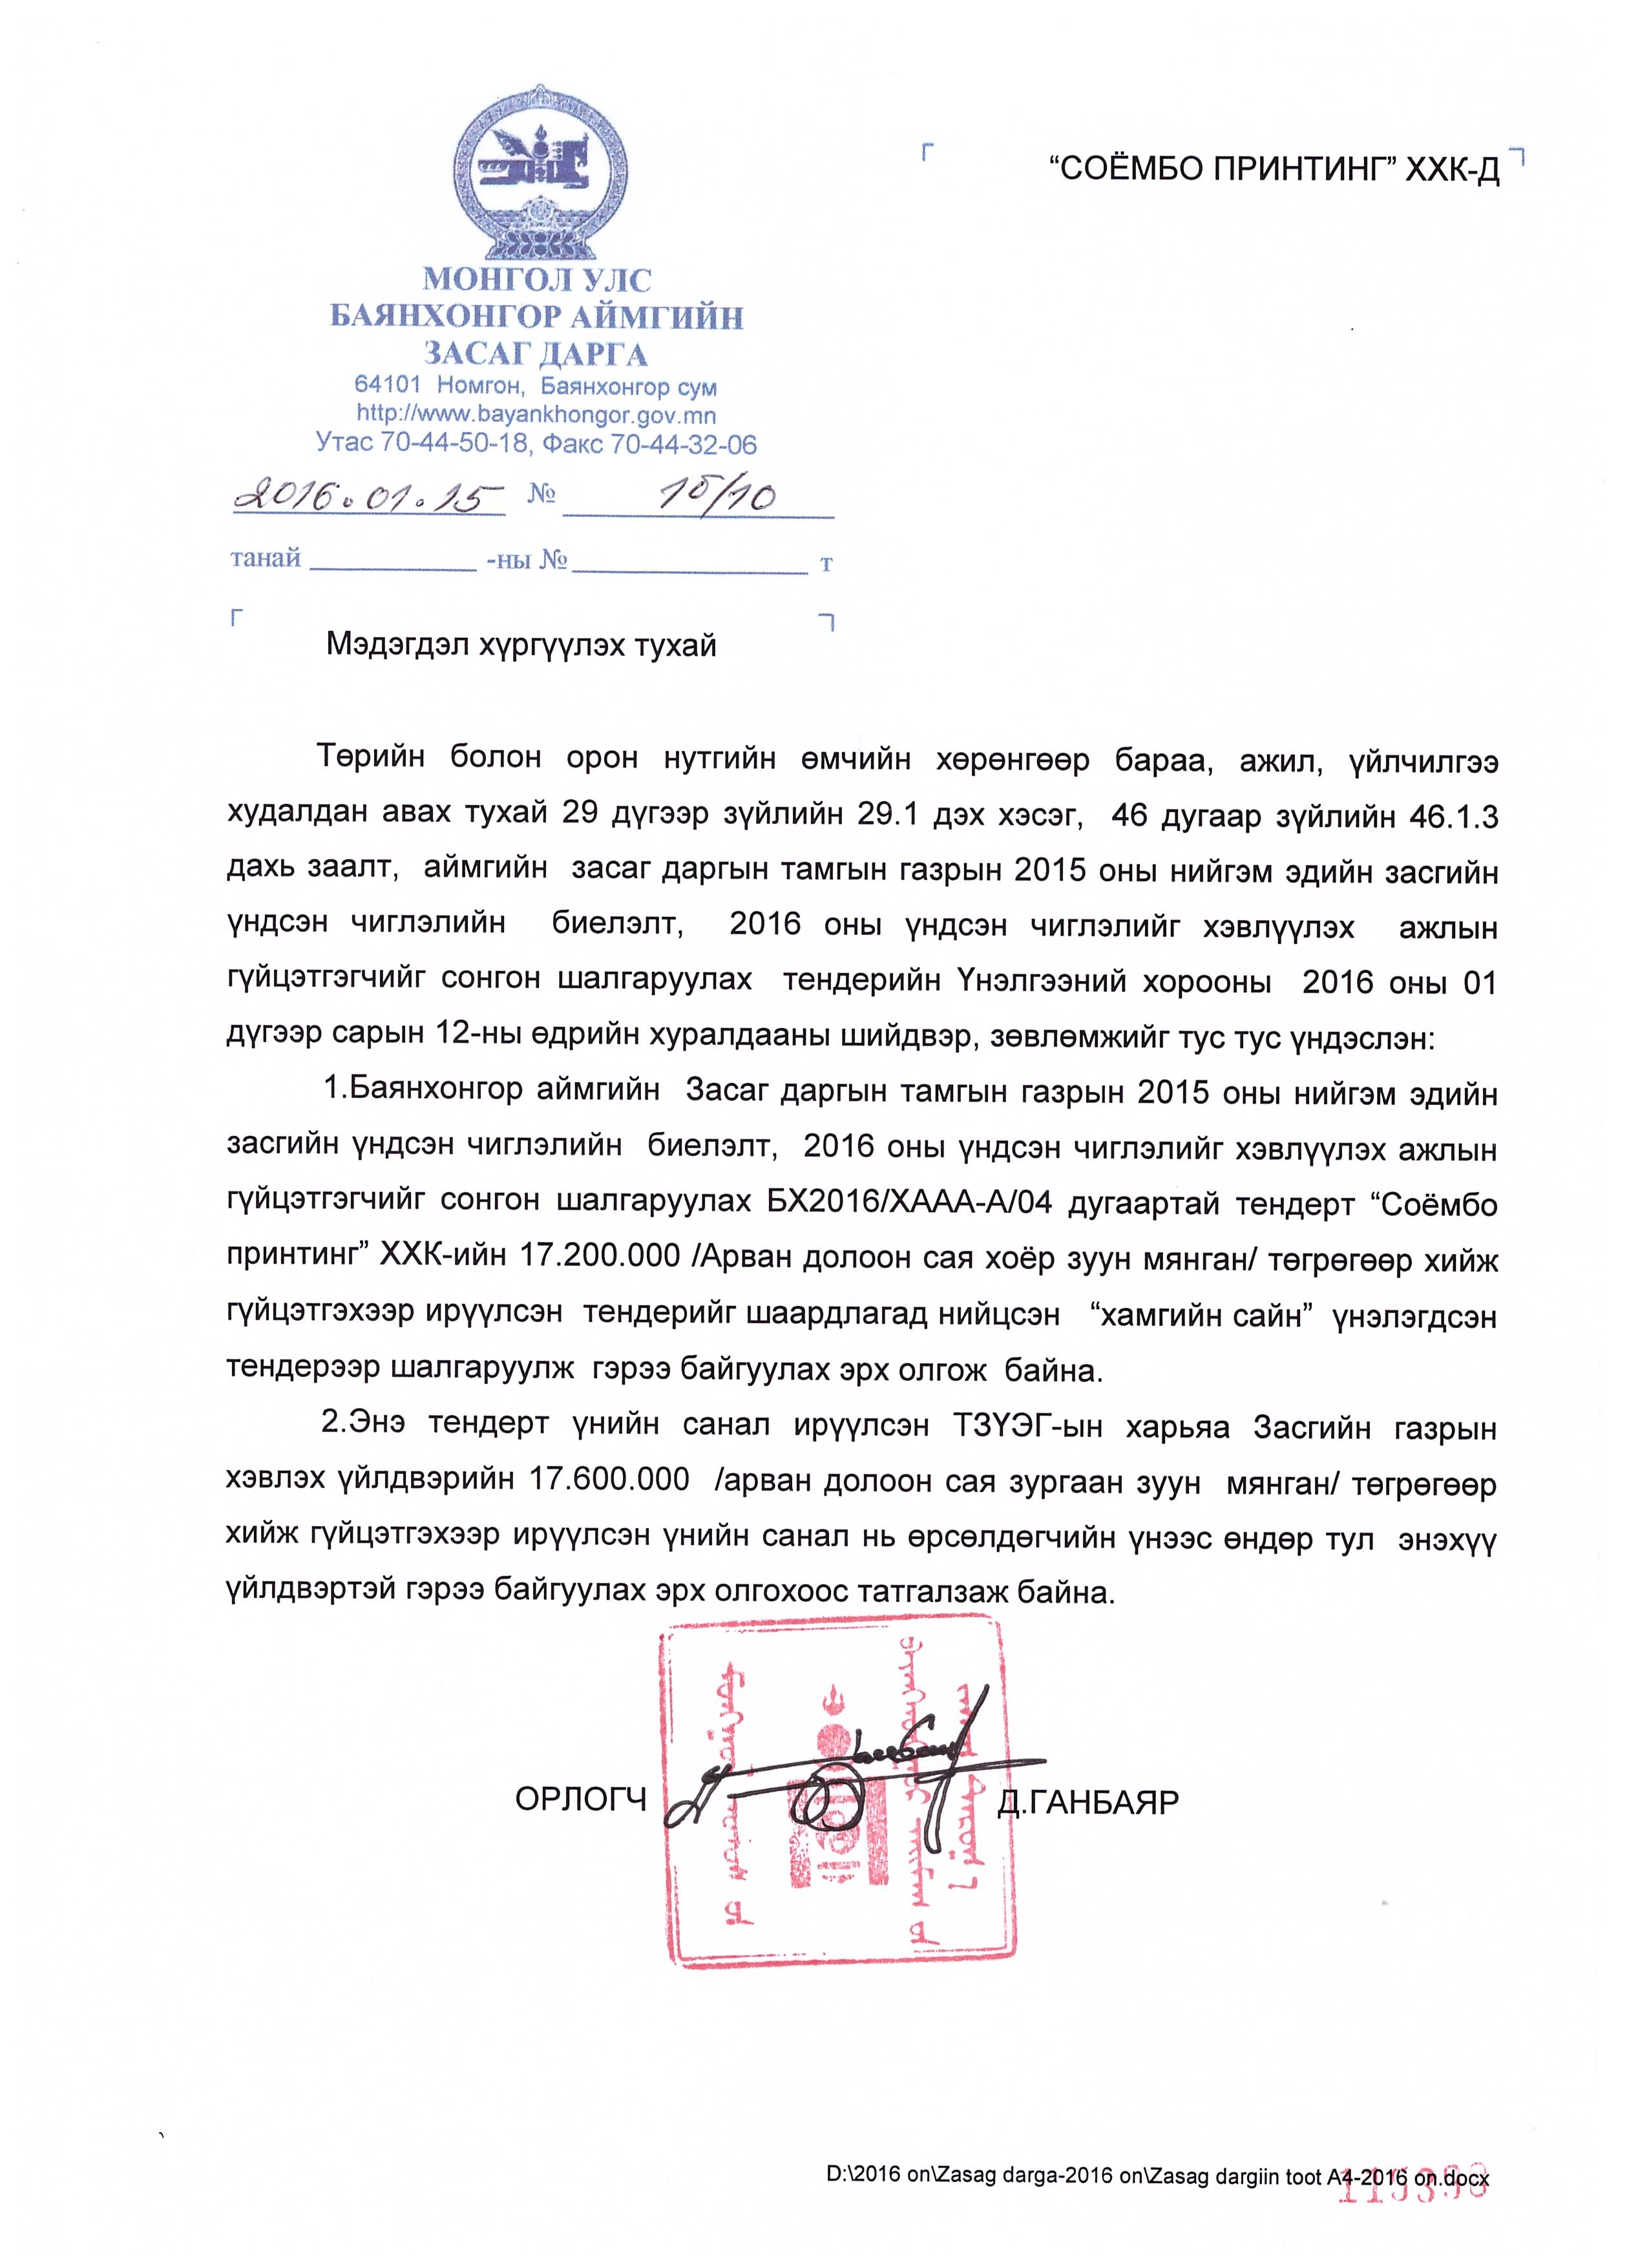 “СОЁМБО ПРИНТИНГ” ХХК-Д
МОНГОЛ УЛС
БАЯНХОНГОР АЙМГИЙН
ЗАСАГ ДАРГА
64101 Номгон, Баянхонгор сум
http://www.bayankhongor.gov.mn
Утас 70-44-50-18, Факс 70-44-32-06
2016.01.15 № 15/10
танай ____________ -ны №________________ т
Мэдэгдэл хүргүүлэх тухай
Төрийн болон орон нутгийн өмчийн хөрөнгөөр бараа, ажил, үйлчилгээ
худалдан авах тухай 29 дүгээр зүйлийн 29.1 дэх хэсэг, 46 дугаар зүйлийн 46.1.3
дахь заалт, аймгийн засаг даргын тамгын газрын 2015 оны нийгэм эдийн засгийн
үндсэн чиглэлийн биелэлт, 2016 оны үндсэн чиглэлийг хэвлүүлэх ажлын
гүйцэтгэгчийг сонгон шалгаруулах тендерийн Үнэлгээний хорооны 2016 оны 01
дүгээр сарын 12-ны өдрийн хуралдааны шийдвэр, зөвлөмжийг тус тус үндэслэн:
1.Баянхонгор аймгийн Засаг даргын тамгын газрын 2015 оны нийгэм эдийн
засгийн үндсэн чиглэлийн биелэлт, 2016 оны үндсэн чиглэлийг хэвлүүлэх ажлын
гүйцэтгэгчийг сонгон шалгаруулах БХ2016/ХААА-А/04 дугаартай тендерт “Соёмбо
принтинг” ХХК-ийн 17.200.000 /Арван долоон сая хоёр зуун мянган/ төгрөгөөр хийж
гүйцэтгэхээр ирүүлсэн тендерийг шаардлагад нийцсэн “хамгийн сайн” үнэлэгдсэн
тендерээр шалгаруулж гэрээ байгуулах эрх олгож байна.
2.Энэ тендерт үнийн санал ирүүлсэн ТЗҮЭГ-ын харьяа Засгийн газрын
хэвлэх үйлдвэрийн 17.600.000 /арван долоон сая зургаан зуун мянган/ төгрөгөөр
хийж гүйцэтгэхээр ирүүлсэн үнийн санал нь өрсөлдөгчийн үнээс өндөр тул энэхүү
үйлдвэртэй гэрээ байгуулах эрх олгохоос татгалзаж байна.
ОРЛОГЧ Д.ГАНБАЯР
D:\2016 on\Zasag darga-2016 on\Zasag dargiin toot A4-2016 on.docx